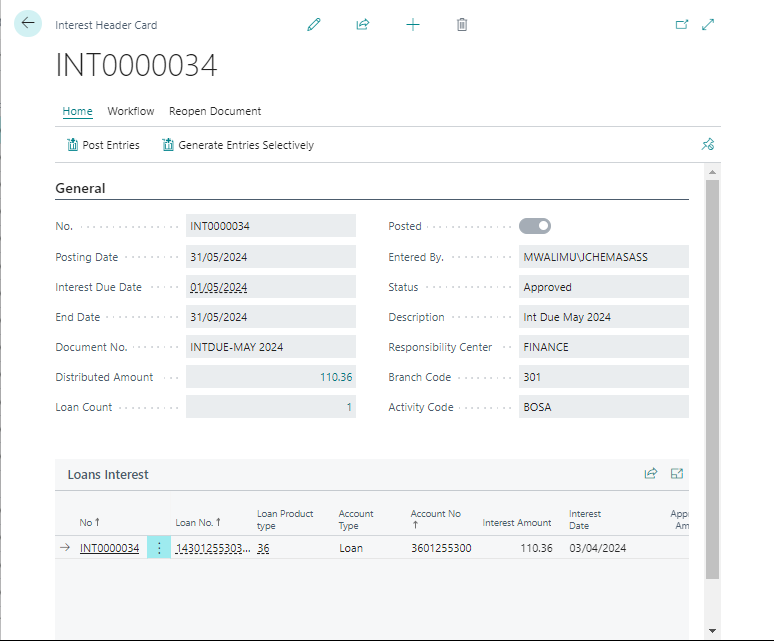 Interest Header Card
INT0000034
Home Workflow Reopen Document
Post Entries Generate Entries Selectively
General
No. INT0000034 Posted
Posting Date 31/05/2024 Entered By. MWALIMU\JCHEMASASS
Interest Due Date 01/05/2024 Status Approved
End Date 31/05/2024 Description Int Due May 2024
Document No. INTDUE-MAY 2024 Responsibility Center FINANCE
Distributed Amount 110.36 Branch Code 301
Loan Count 1 Activity Code BOSA
Loans Interest
No ↑ Loan No. ↑ Loan Product type Account Type Account No ↑ Interest Amount Interest Date App Am
INT0000034 14301255303... 36 Loan 3601255300 110.36 03/04/2024